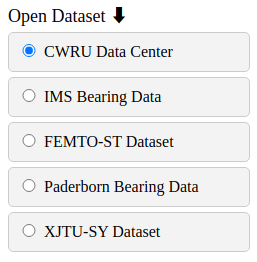 Open Dataset ⬇
CWRU Data Center
IMS Bearing Data
FEMTO-ST Dataset
Paderborn Bearing Data
XJTU-SY Dataset